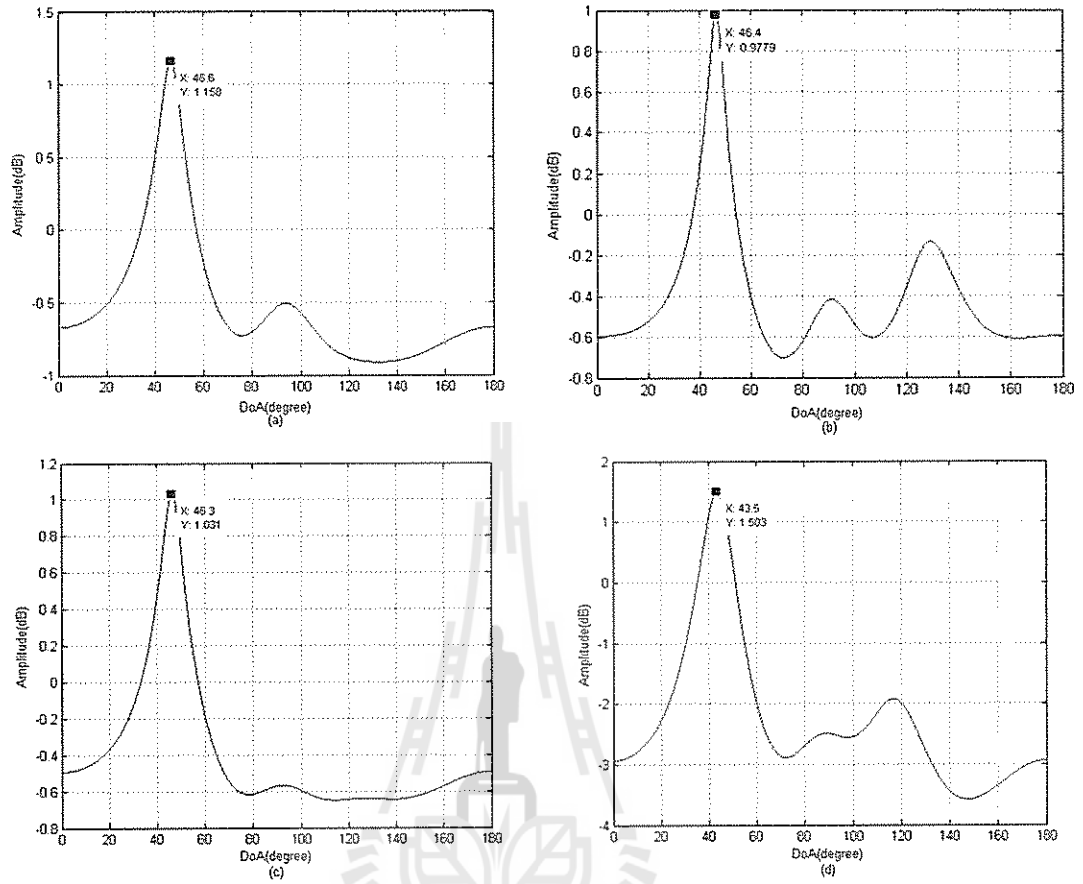 1.5
1
0.5
0
-0.5
-1
Amplitude(dB)
X: 46.6
Y: 1.158
0 20 40 60 80 100 120 140 160 180
DoA(degree)
(a)
1
0.8
0.6
0.4
0.2
0
-0.2
-0.4
-0.6
-0.8
Amplitude(dB)
X: 46.4
Y: 0.9779
0 20 40 60 80 100 120 140 160 180
DoA(degree)
(b)
1.2
1
0.8
0.6
0.4
0.2
0
-0.2
-0.4
-0.6
-0.8
Amplitude(dB)
X: 46.3
Y: 1.031
0 20 40 60 80 100 120 140 160 180
DoA(degree)
(c)
2
1
0
-1
-2
-3
-4
Amplitude(dB)
X: 43.5
Y: 1.503
0 20 40 60 80 100 120 140 160 180
DoA(degree)
(d)